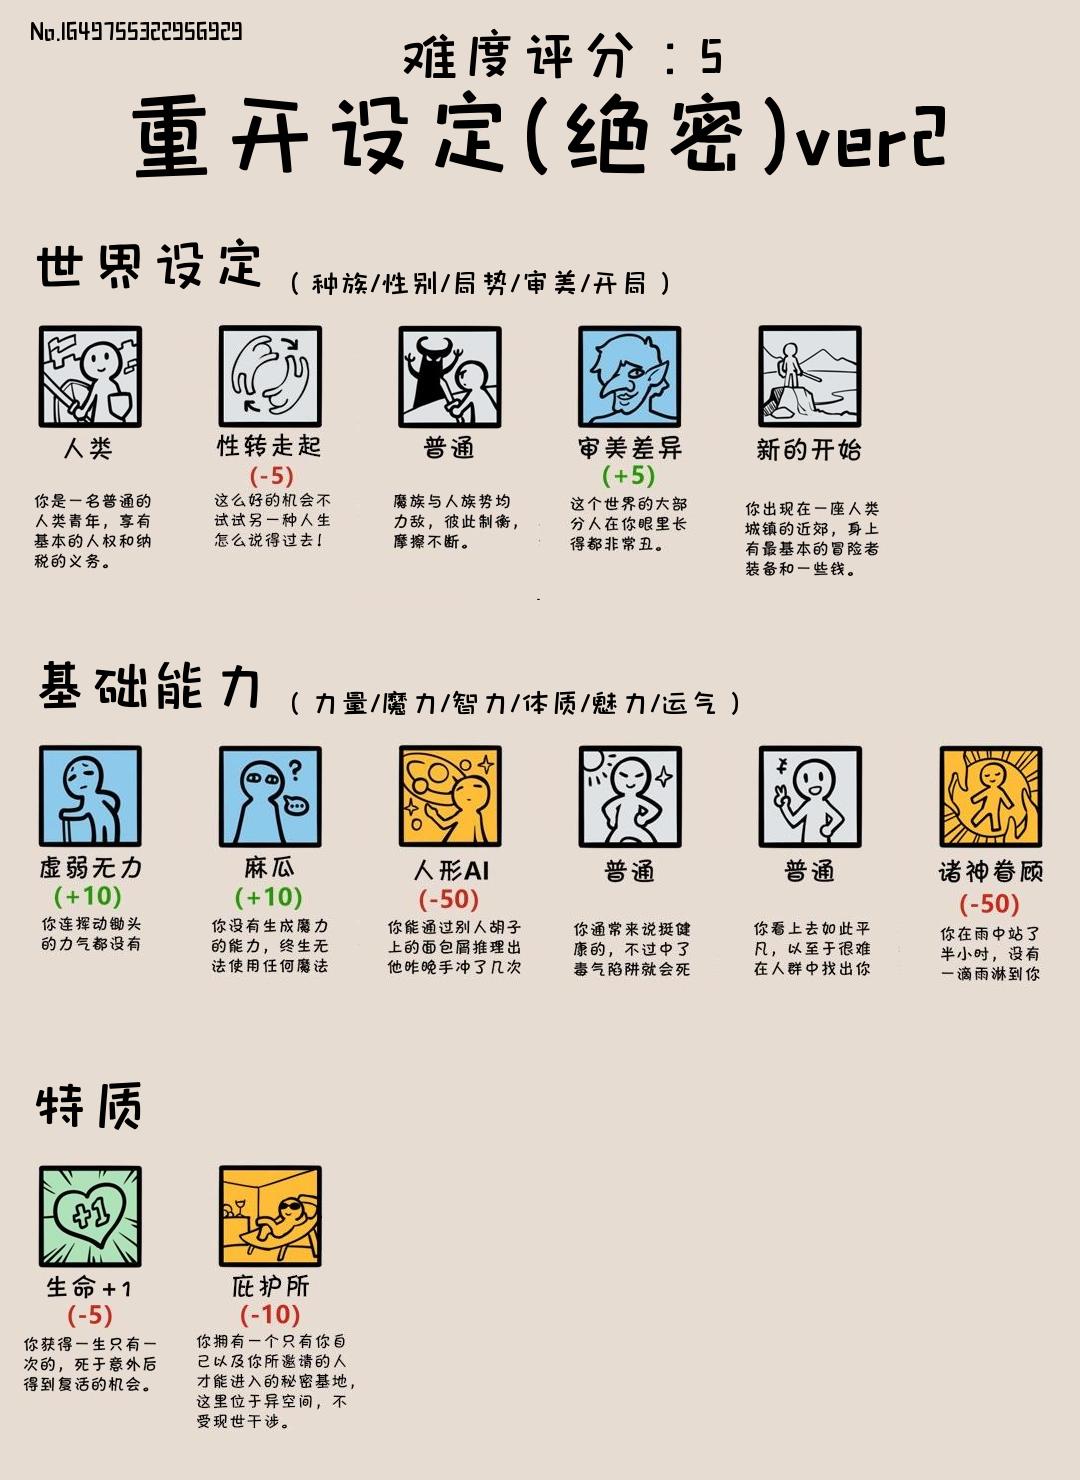 No.1649755322956929
难度评分：5
重开设定(绝密)ver2
世界设定（种族/性别/局势/审美/开局）
人类 性转走起 普通 审美差异 新的开始
(-5) (+5)
你是一名普通的
人类青年，享有
基本的人权和纳
税的义务。
这么好的机会不
试试另一种人生
怎么说得过去！
魔族与人族势均
力敌，彼此制衡，
摩擦不断。
这个世界的大部
分人在你眼里长
得都非常丑。
你出现在一座人类
城镇的近郊，身上
有最基本的冒险者
装备和一些钱。
基础能力（力量/魔力/智力/体质/魅力/运气）
虚弱无力 麻瓜 人形AI 普通 普通 诸神眷顾
(+10) (+10) (-50) (-50)
你连挥动锄头
的力气都没有
你没有生成魔力
的能力，终生无
法使用任何魔法
你能通过别人胡子
上的面包屑推理出
他昨晚手冲了几次
你通常来说挺健
康的，不过中了
毒气陷阱就会死
你看上去如此平
凡，以至于很难
在人群中找出你
你在雨中站了
半小时，没有
一滴雨淋到你
特质
+1
生命+1 庇护所
(-5) (-10)
你获得一生只有一
次的，死于意外后
得到复活的机会。
你拥有一个只有你自
己以及你所邀请的人
才能进入的秘密基地，
这里位于异空间，不
受现世干涉。